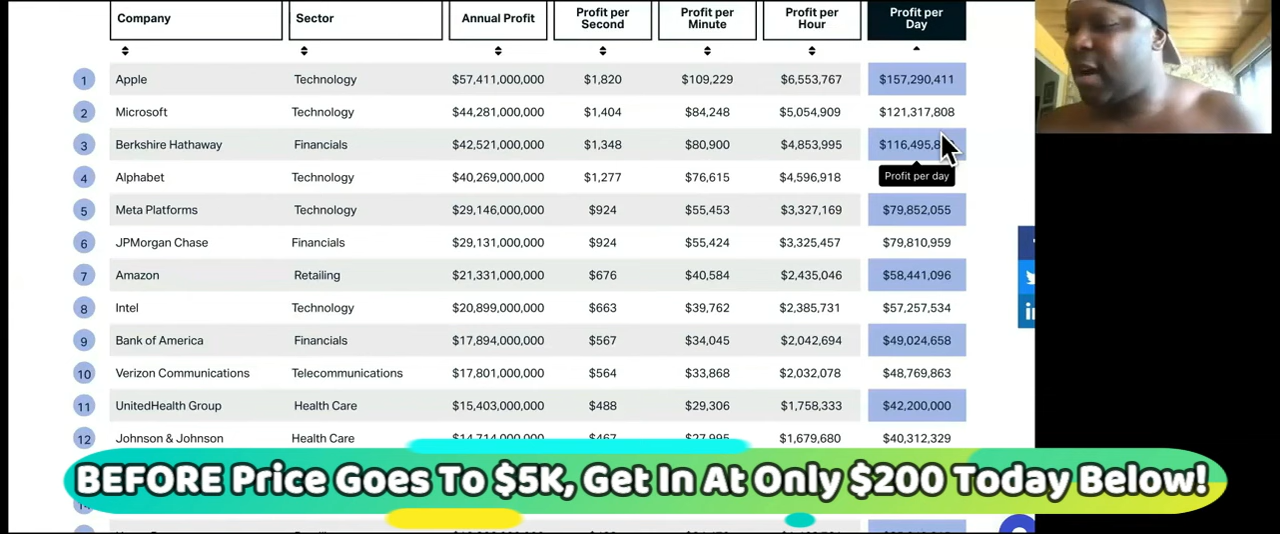 Company Sector Annual Profit Profit per Second Profit per Minute Profit per Hour Profit per Day
1 Apple Technology $57,411,000,000 $1,820 $109,229 $6,553,767 $157,290,411
2 Microsoft Technology $44,281,000,000 $1,404 $84,248 $5,054,909 $121,317,808
3 Berkshire Hathaway Financials $42,521,000,000 $1,348 $80,900 $4,853,995
4 Alphabet Technology $40,269,000,000 $1,277 $76,615 $4,596,918
Profit per day
5 Meta Platforms Technology $29,146,000,000 $924 $55,453 $3,327,169 $79,852,055
6 JPMorgan Chase Financials $29,131,000,000 $924 $55,424 $3,325,457 $79,810,959
7 Amazon Retailing $21,331,000,000 $676 $40,584 $2,435,046 $58,441,096
8 Intel Technology $20,899,000,000 $663 $39,762 $2,385,731 $57,257,534
9 Bank of America Financials $17,894,000,000 $567 $34,045 $2,042,694 $49,024,658
10 Verizon Communications Telecommunications $17,801,000,000 $564 $33,868 $2,032,078 $48,769,863
11 UnitedHealth Group Health Care $15,403,000,000 $488 $29,306 $1,758,333 $42,200,000
12 Johnson & Johnson Health Care $14,714,000,000 $467 $27,995 $1,679,680 $40,312,329
BEFORE Price Goes To $5K, Get In At Only $200 Today Below!